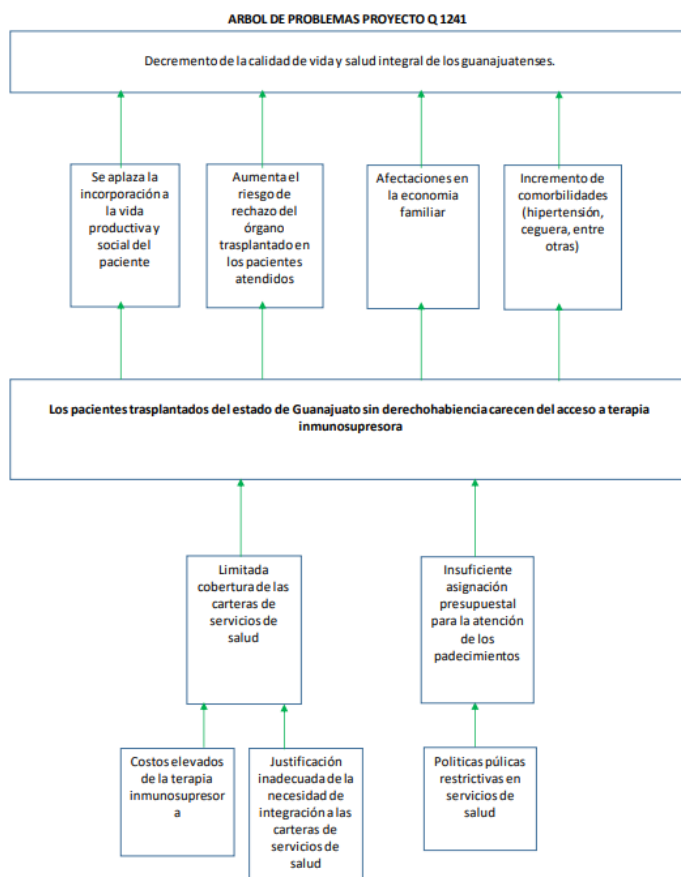 ARBOL DE PROBLEMAS PROYECTO Q 1241
Decremento de la calidad de vida y salud integral de los guanajuatenses.
Se aplaza la
incorporación a
la vida
productiva y
social del
paciente
Aumenta el
riesgo de
rechazo del
órgano
trasplantado en
los pacientes
atendidos
Afectaciones en
la economia
familiar
Incremento de
comorbilidades
(hipertensión,
ceguera, entre
otras)
Los pacientes trasplantados del estado de Guanajuato sin derechohabiencia carecen del acceso a terapia
inmunosupresora
Limitada
cobertura de las
carteras de
servicios de
salud
Insuficiente
asignación
presupuestal
para la atención
de los
padecimientos
Costos elevados
de la terapia
inmunosupresor
a
Justificación
inadecuada de la
necesidad de
integración a las
carteras de
servicios de
salud
Politicas púlicas
restrictivas en
servicios de
salud